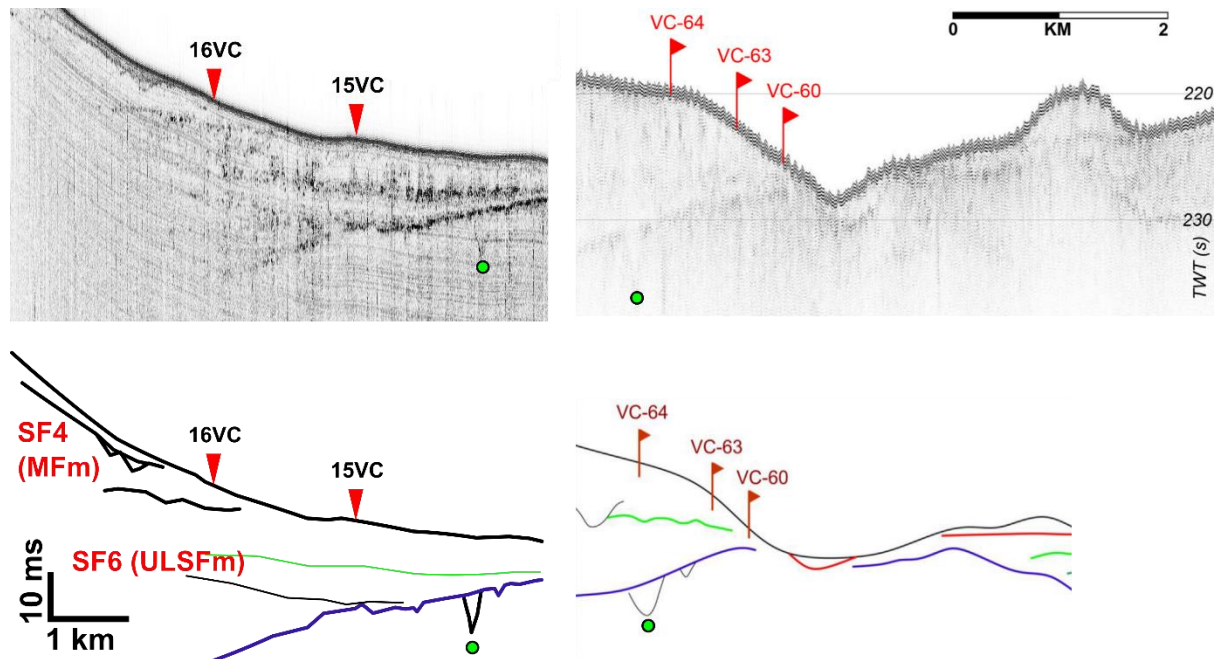 16VC
15VC
VC-64
VC-63
VC-60
0 KM 2
220
230
TWT (s)
SF4
(MFm)
16VC
15VC
SF6 (ULSFm)
10 ms
1 km
VC-64
VC-63
VC-60